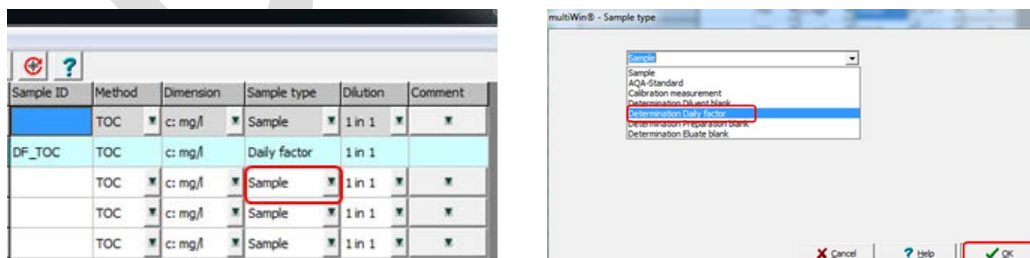 Sample ID Method Dimension Sample type Dilution Comment
TOC c: mg/l Sample 1 in 1
DF_TOC TOC c: mg/l Daily factor 1 in 1
TOC c: mg/l Sample 1 in 1
TOC c: mg/l Sample 1 in 1
TOC c: mg/l Sample 1 in 1
multiWin® - Sample type
Sample
Sample
AQA-Standard
Calibration measurement
Determination Diluent blank
Determination Daily factor
Determination Preparation blank
Determination Eluate blank
Cancel ? Help OK